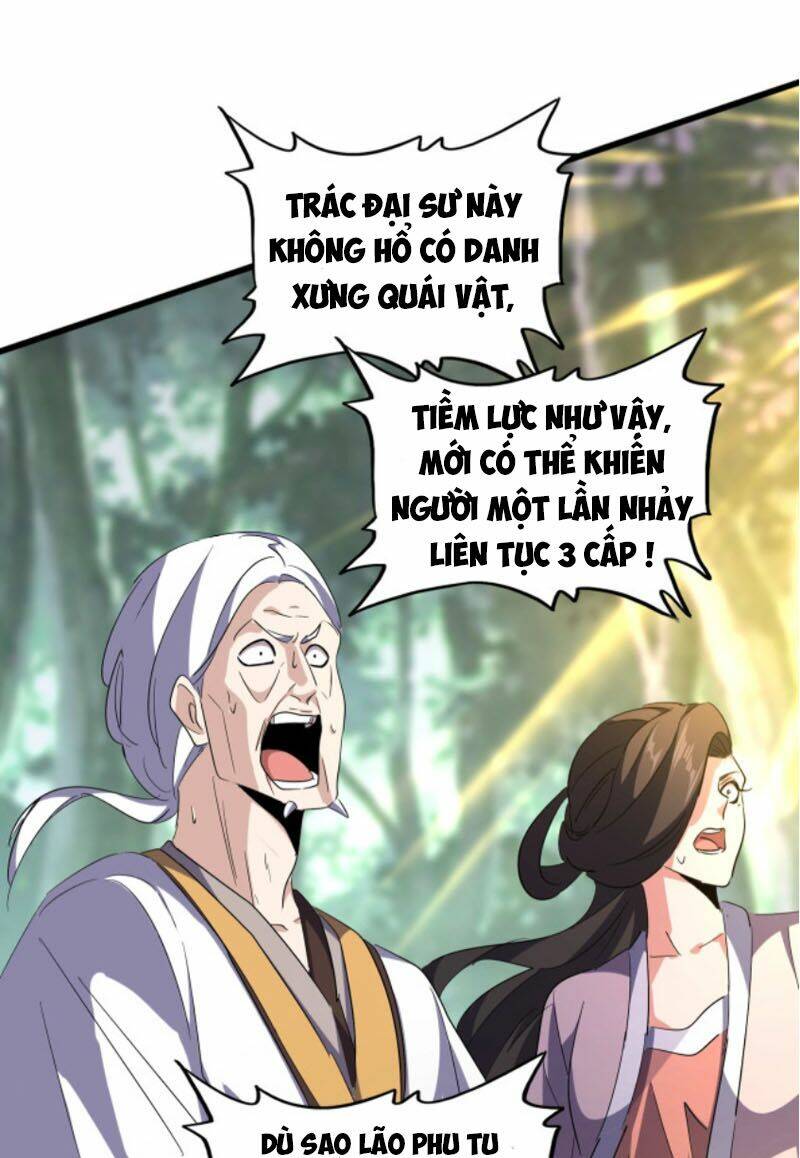 TRÁC ĐẠI SƯ NÀY
KHÔNG HỔ CÓ DANH
XƯNG QUÁI VẬT,
TIỀM LỰC NHƯ VẬY,
MỚI CÓ THỂ KHIẾN
NGƯỜI MỘT LẦN NHẢY
LIÊN TỤC 3 CẤP !
DÙ SAO LÃO PHU TU